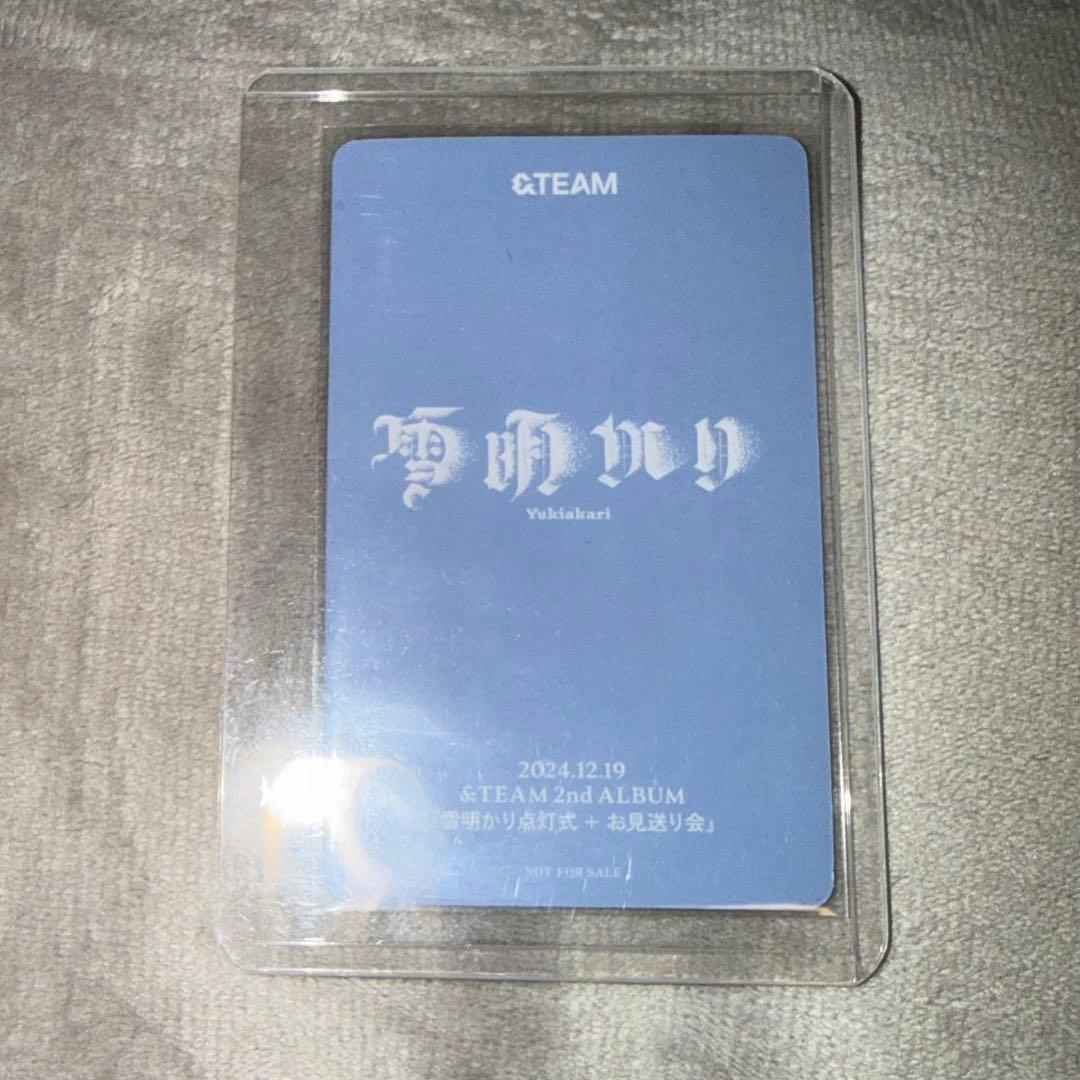 &TEAM
雪明かり
Yukiakari
2024.12.19
&TEAM 2nd ALBUM
『雪明かり点灯式 + お見送り会』
NOT FOR SALE